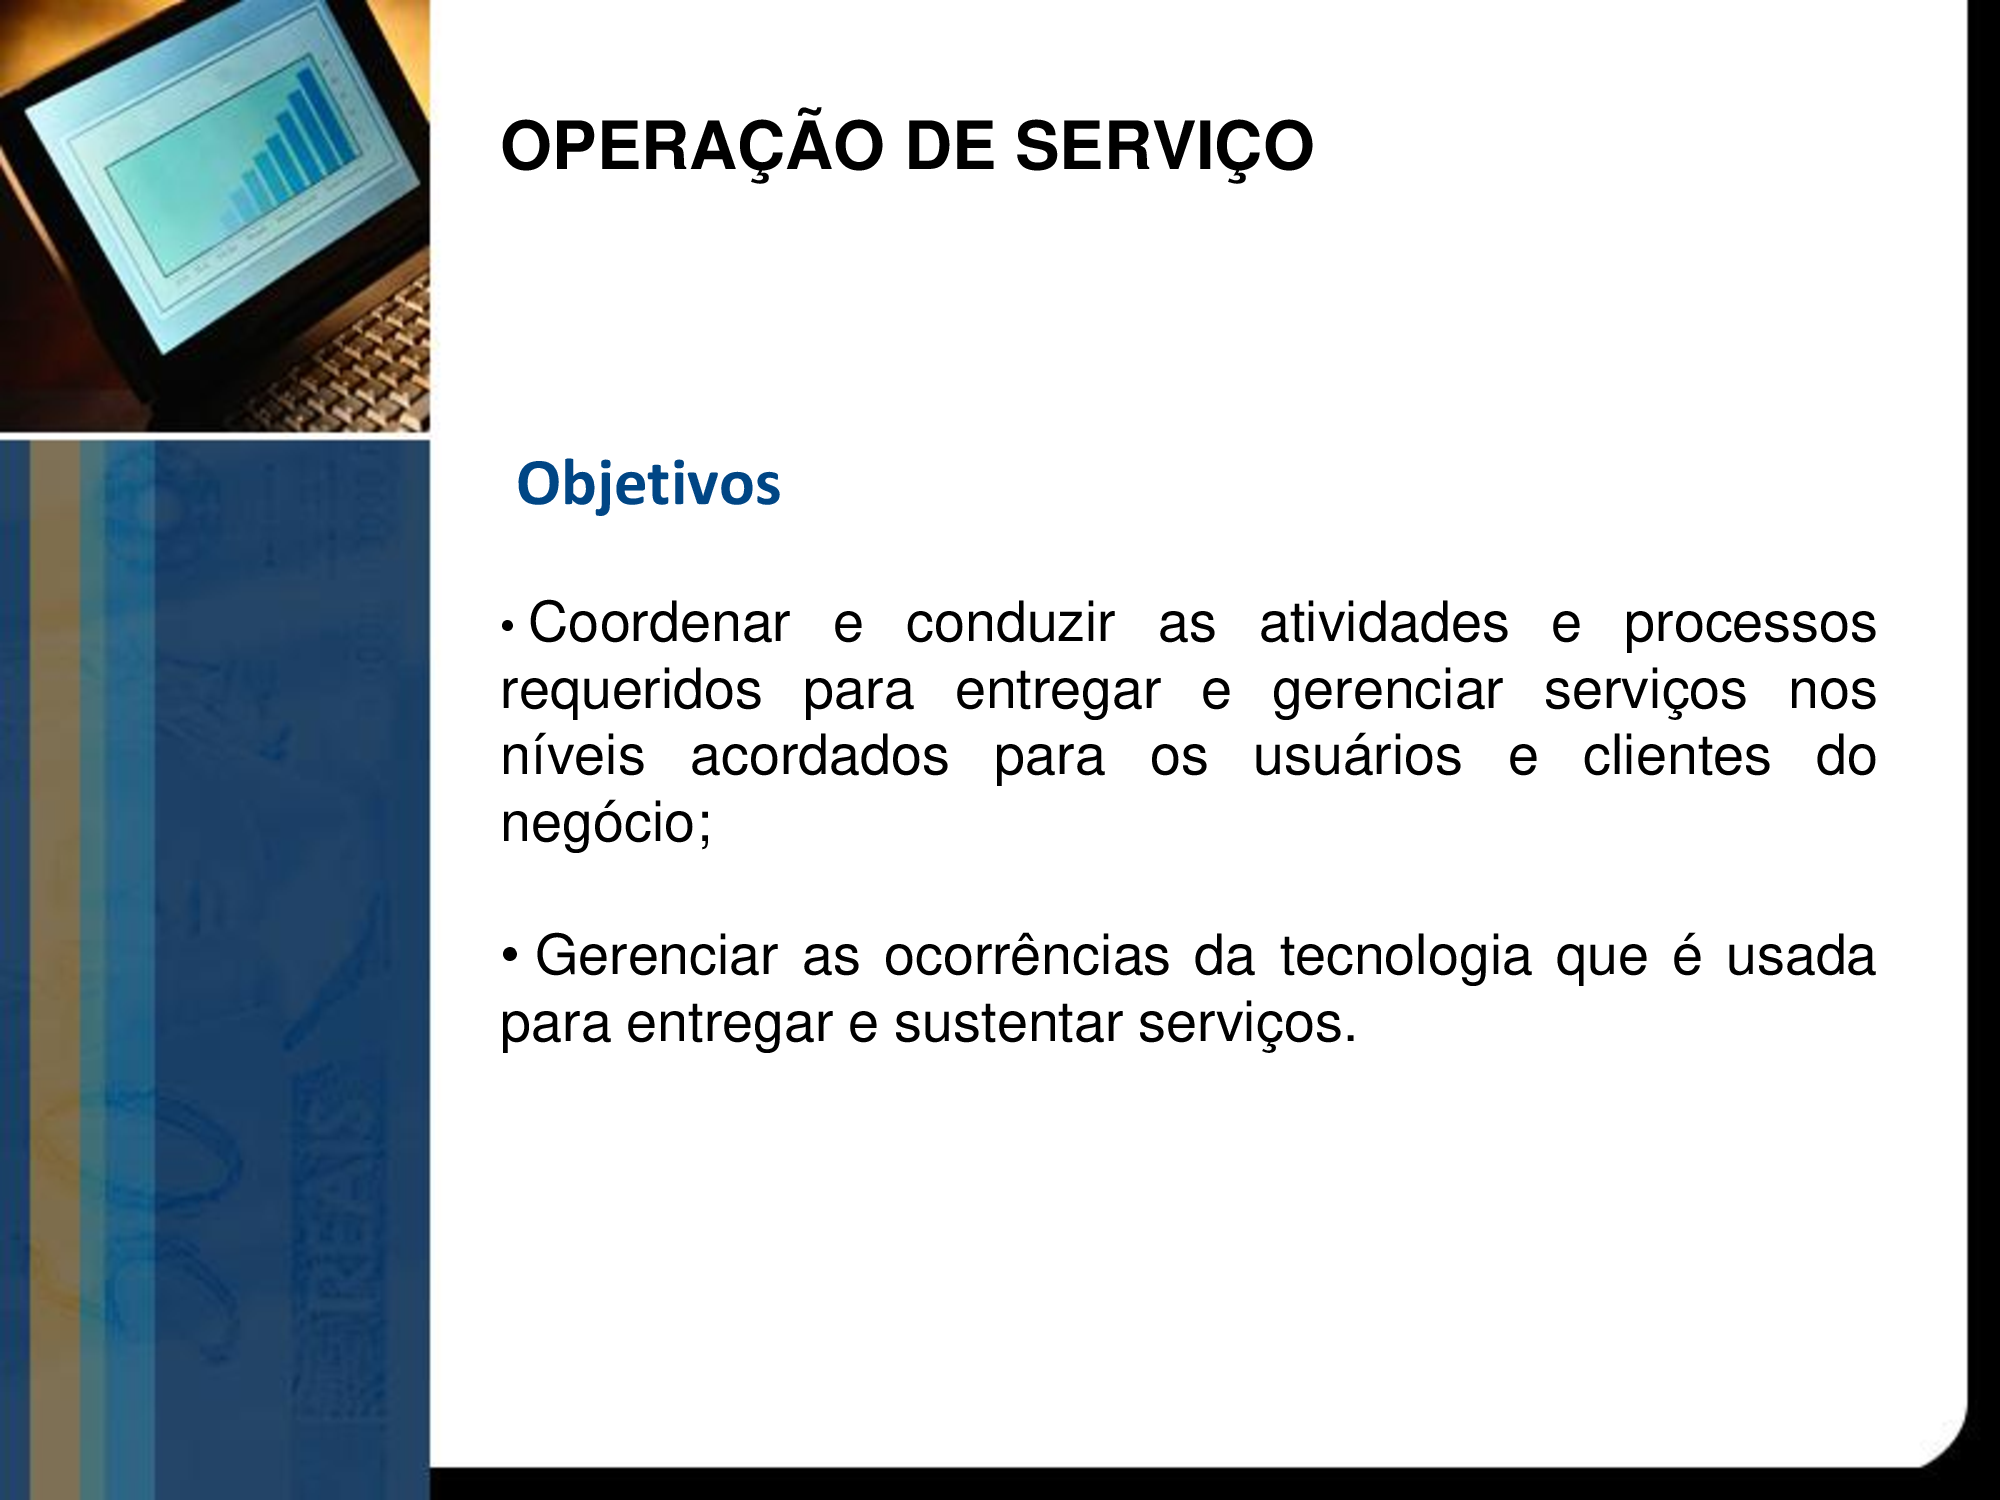 OPERAÇÃO DE SERVIÇO
Objetivos
• Coordenar e conduzir as atividades e processos
requeridos para entregar e gerenciar serviços nos
níveis acordados para os usuários e clientes do
negócio;
• Gerenciar as ocorrências da tecnologia que é usada
para entregar e sustentar serviços.
REAIS